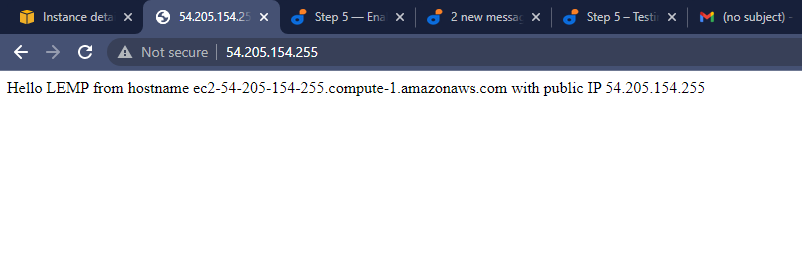 Instance deta
54.205.154.25
Step 5 — Ena
2 new messag
Step 5 – Testi
(no subject) -
Not secure | 54.205.154.255
Hello LEMP from hostname ec2-54-205-154-255.compute-1.amazonaws.com with public IP 54.205.154.255